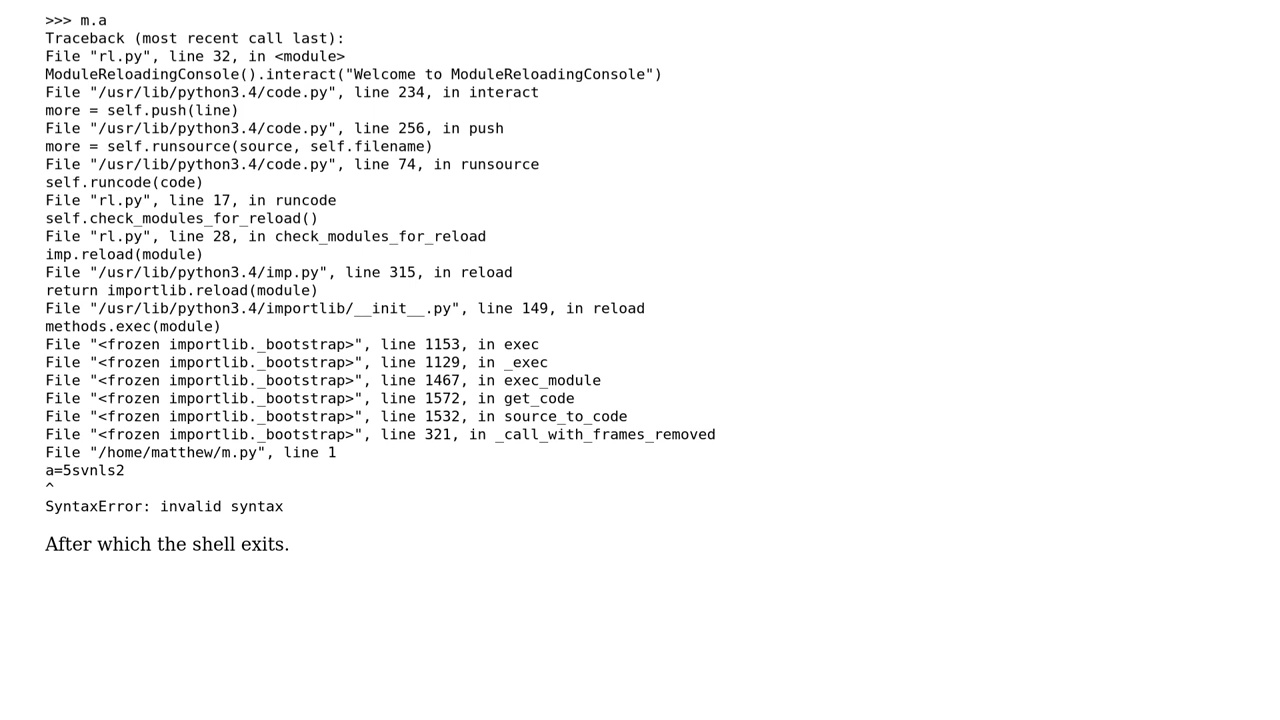 >>> m.a
Traceback (most recent call last):
File "rl.py", line 32, in <module>
ModuleReloadingConsole().interact("Welcome to ModuleReloadingConsole")
File "/usr/lib/python3.4/code.py", line 234, in interact
more = self.push(line)
File "/usr/lib/python3.4/code.py", line 256, in push
more = self.runsource(source, self.filename)
File "/usr/lib/python3.4/code.py", line 74, in runsource
self.runcode(code)
File "rl.py", line 17, in runcode
self.check_modules_for_reload()
File "rl.py", line 28, in check_modules_for_reload
imp.reload(module)
File "/usr/lib/python3.4/imp.py", line 315, in reload
return importlib.reload(module)
File "/usr/lib/python3.4/importlib/__init__.py", line 149, in reload
methods.exec(module)
File "<frozen importlib._bootstrap>", line 1153, in exec
File "<frozen importlib._bootstrap>", line 1129, in _exec
File "<frozen importlib._bootstrap>", line 1467, in exec_module
File "<frozen importlib._bootstrap>", line 1572, in get_code
File "<frozen importlib._bootstrap>", line 1532, in source_to_code
File "<frozen importlib._bootstrap>", line 321, in _call_with_frames_removed
File "/home/matthew/m.py", line 1
a=5svnls2
^
SyntaxError: invalid syntax
After which the shell exits.